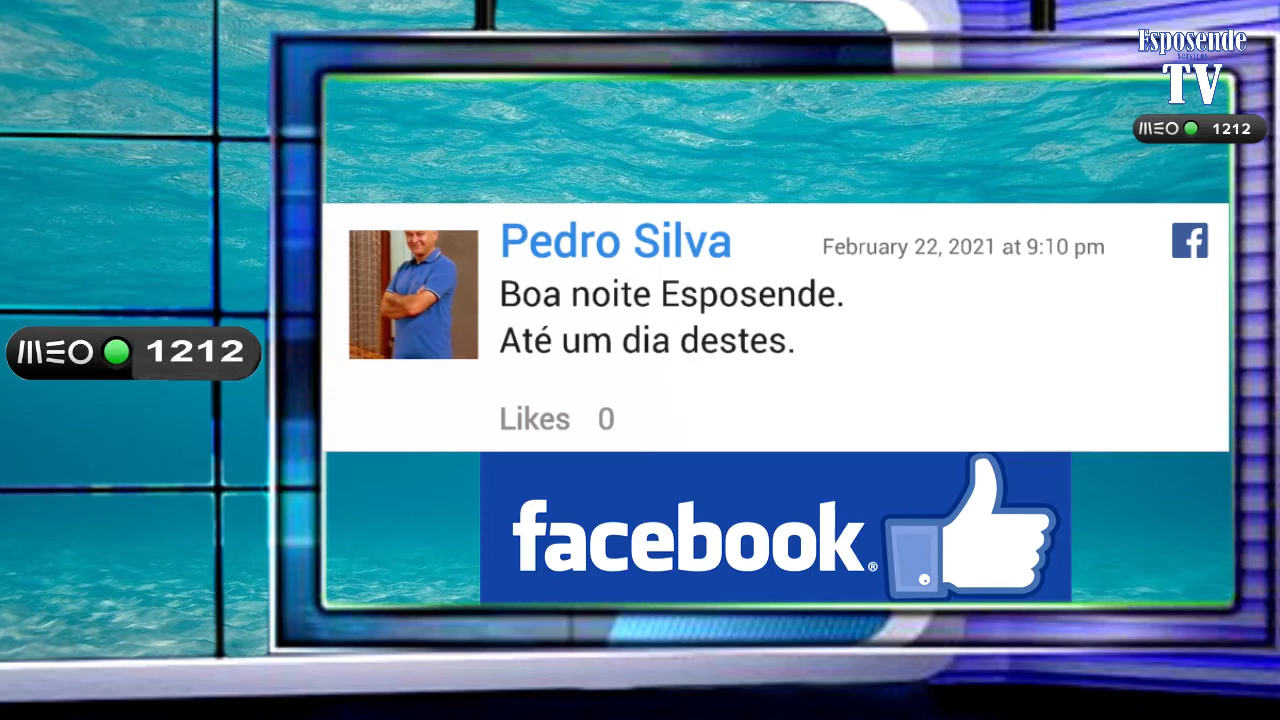 Esposende
Services
TV
MEO 1212
Pedro Silva
February 22, 2021 at 9:10 pm
f
Boa noite Esposende.
Até um dia destes.
MEO 1212
Likes 0
facebook®